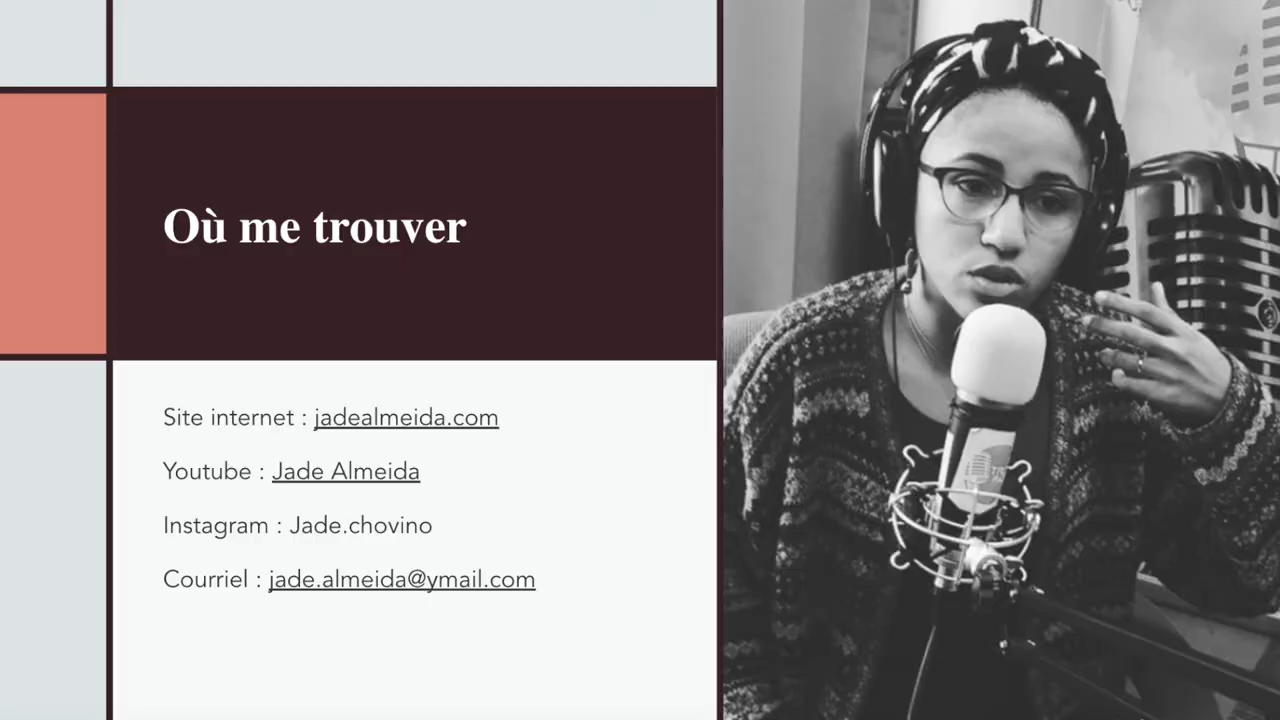 Où me trouver
Site internet : jadealmeida.com
Youtube : Jade Almeida
Instagram : Jade.chovino
Courriel : jade.almeida@ymail.com